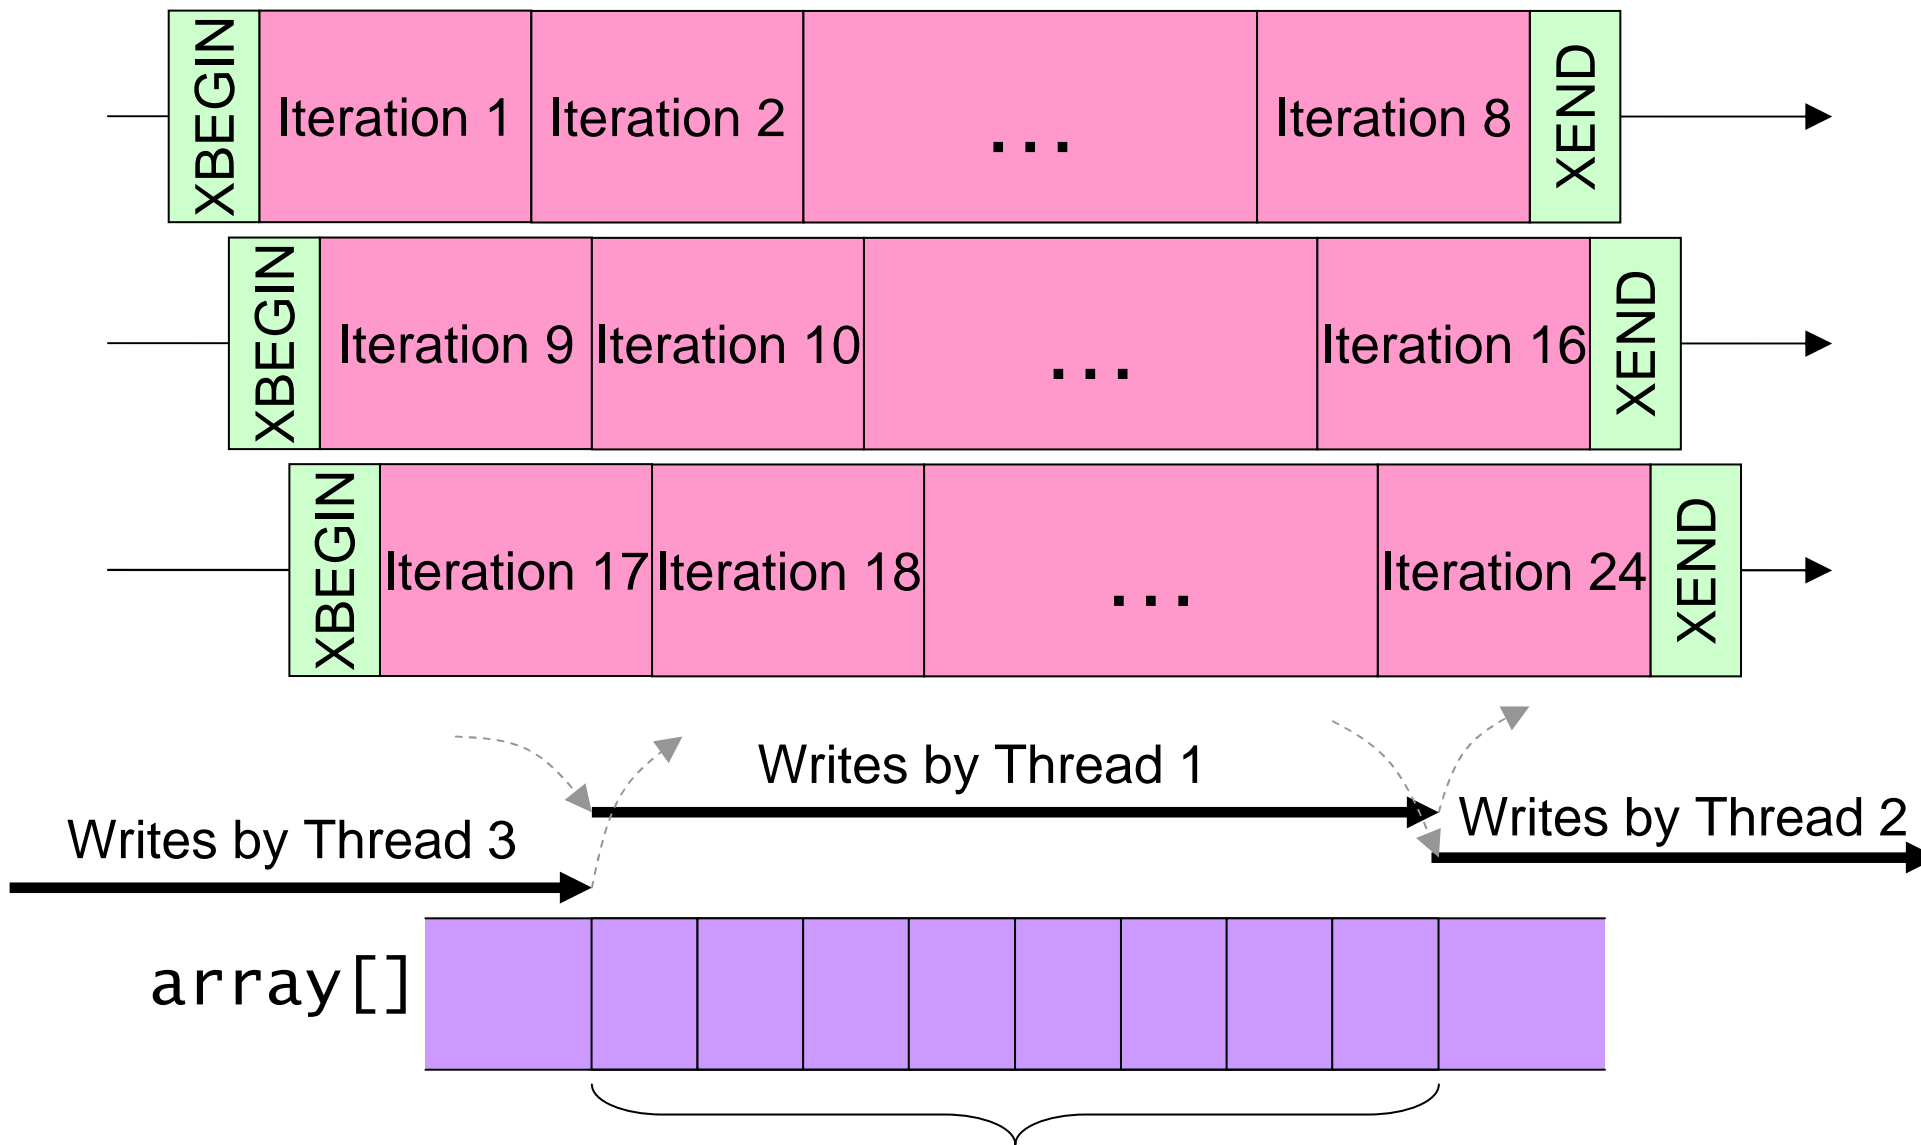 XBEGIN Iteration 1 Iteration 2 ... Iteration 8 XEND
XBEGIN Iteration 9 Iteration 10 ... Iteration 16 XEND
XBEGIN Iteration 17 Iteration 18 ... Iteration 24 XEND
Writes by Thread 1
Writes by Thread 2
Writes by Thread 3
array[]